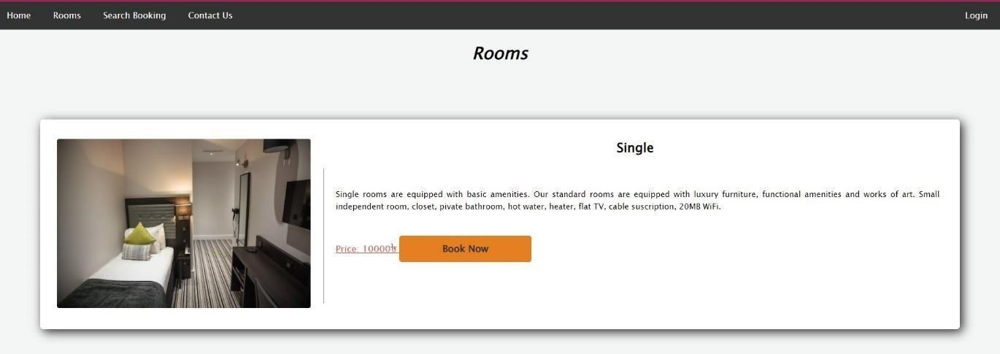 Home Rooms Search Booking Contact Us Login
Rooms
Single
Single rooms are equipped with basic amenities. Our standard rooms are equipped with luxury furniture, functional amenities and works of art. Small
independent room, closet, pivate bathroom, hot water, heater, flat TV, cable suscription, 20MB WiFi.
Price: 10000৳ Book Now